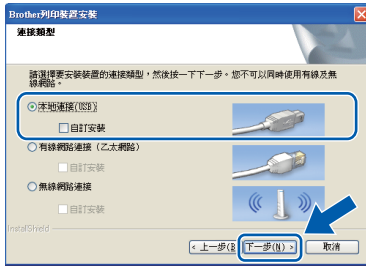 Brother列印裝置安裝
連接類型
請選擇要安裝裝置的連接類型，然後按一下下一步。您不可以同時使用有線及無
線網路。
本地連接(USB)
自訂安裝
有線網路連接（乙太網路）
自訂安裝
無線網路連接
自訂安裝
InstallShield
< 上一步(B 下一步(N) > 取消